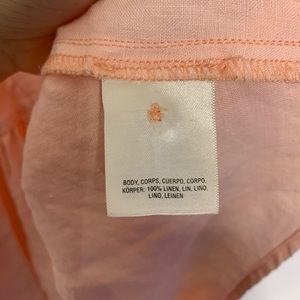 BODY, CORPS, CUERPO, CORPO,
KÖRPER: 100% LINEN, LIN, LINO,
LINO, LEINEN